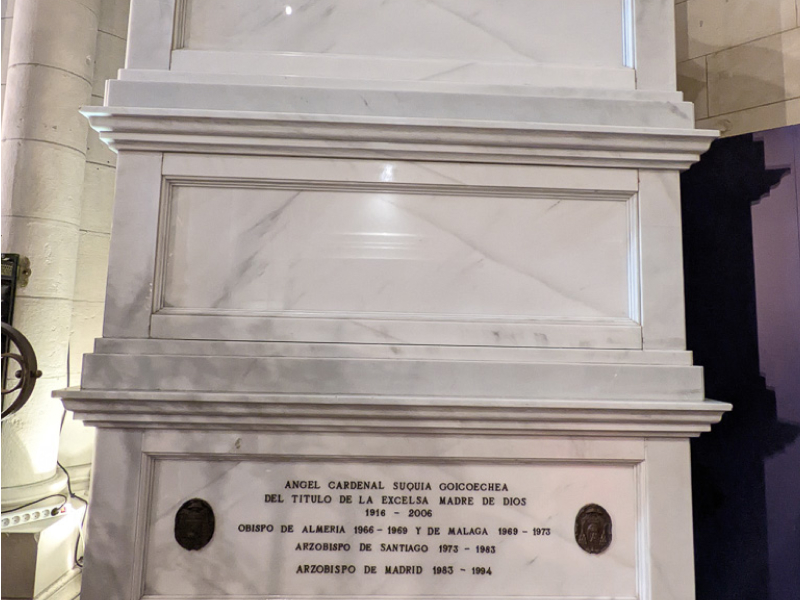 ANGEL CARDENAL SUQUIA GOICOECHEA
DEL TITULO DE LA EXCELSA MADRE DE DIOS
1916 - 2006
OBISPO DE ALMERIA 1966 - 1969 Y DE MALAGA 1969 - 1973
ARZOBISPO DE SANTIAGO 1973 - 1983
ARZOBISPO DE MADRID 1983 - 1994